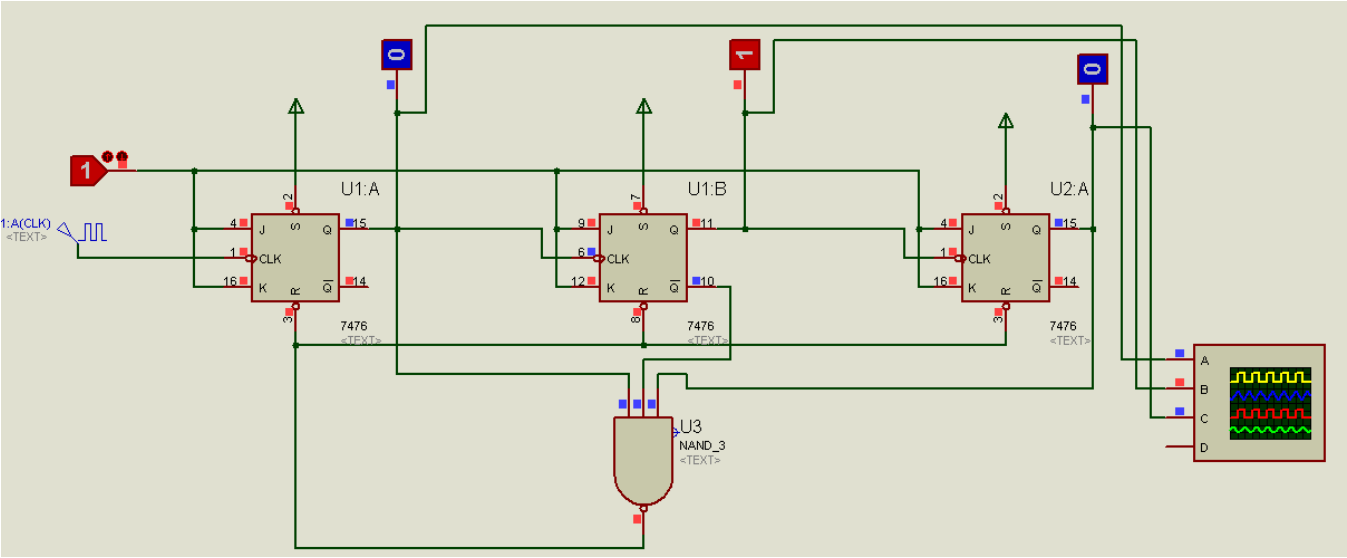 0
1
0
1
1:A(CLK)
<TEXT>
U1:A
2
4
J
S
Q
15
1
CLK
16
K
R
Q
14
3
7476
<TEXT>
U1:B
7
9
J
S
Q
11
6
CLK
12
K
R
Q
10
8
7476
<TEXT>
U2:A
2
4
J
S
Q
15
1
CLK
16
K
R
Q
14
3
7476
<TEXT>
U3
NAND_3
<TEXT>
A
B
C
D